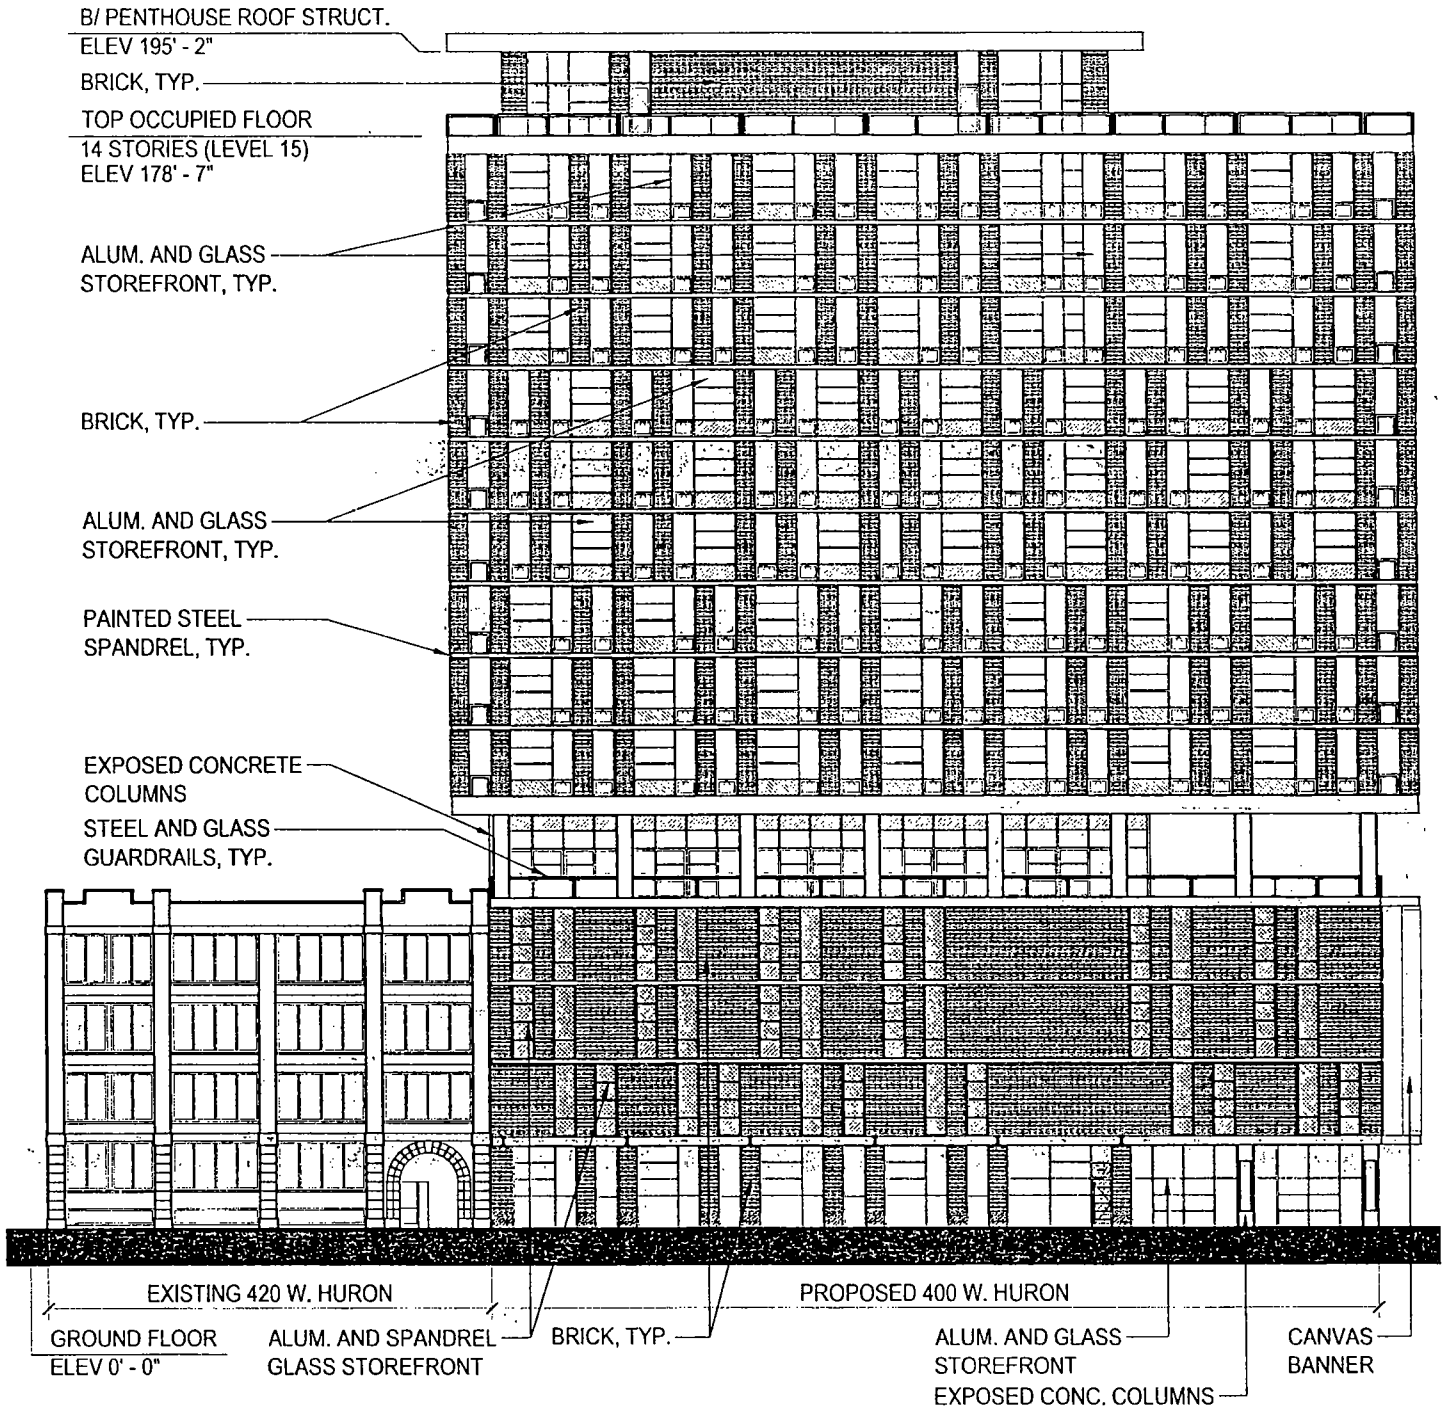 B/ PENTHOUSE ROOF STRUCT.
ELEV 195' - 2"
BRICK, TYP.
TOP OCCUPIED FLOOR
14 STORIES (LEVEL 15)
ELEV 178' - 7"
ALUM. AND GLASS
STOREFRONT, TYP.
BRICK, TYP.
ALUM. AND GLASS
STOREFRONT, TYP.
PAINTED STEEL
SPANDREL, TYP.
EXPOSED CONCRETE
COLUMNS
STEEL AND GLASS
GUARDRAILS, TYP.
EXISTING 420 W. HURON
PROPOSED 400 W. HURON
GROUND FLOOR
ELEV 0' - 0"
ALUM. AND SPANDREL
GLASS STOREFRONT
BRICK, TYP.
ALUM. AND GLASS
STOREFRONT
EXPOSED CONC. COLUMNS
CANVAS
BANNER